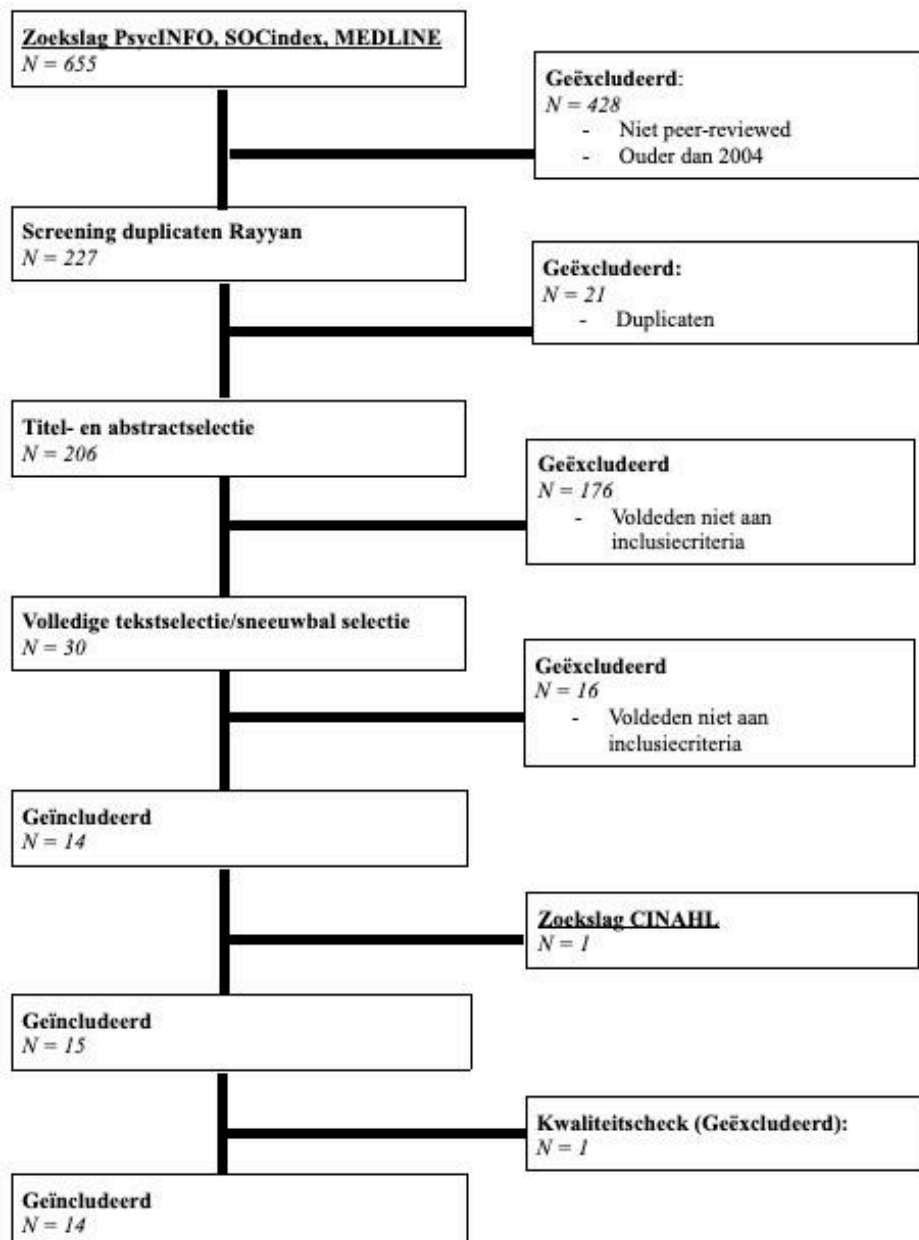 Zoekslag PsycINFO, SOCindex, MEDLINE
N = 655
Geëxcludeerd:
N = 428
- Niet peer-reviewed
- Ouder dan 2004
Screening duplicaten Rayyan
N = 227
Geëxcludeerd:
N = 21
- Duplicaten
Titel- en abstractselectie
N = 206
Geëxcludeerd
N = 176
- Voldeden niet aan
inclusiecriteria
Volledige tekstselectie/sneeuwbal selectie
N = 30
Geëxcludeerd
N = 16
- Voldeden niet aan
inclusiecriteria
Geïncludeerd
N = 14
Zoekslag CINAHL
N = 1
Geïncludeerd
N = 15
Kwaliteitscheck (Geëxcludeerd):
N = 1
Geïncludeerd
N = 14